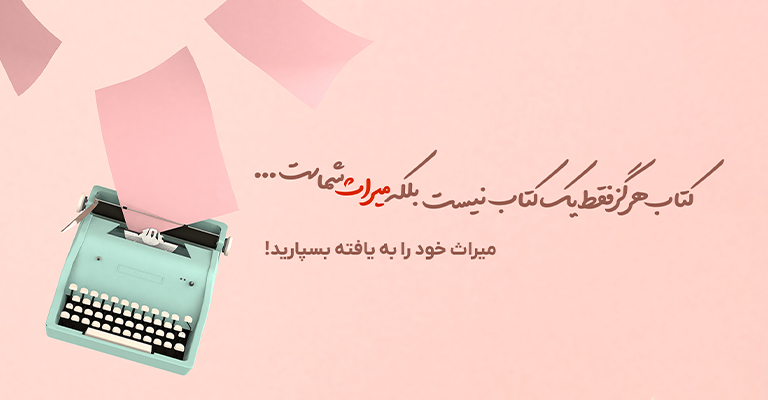 کتاب هرگز فقط یک کتاب نیست بلکه میراث شماست ...
میراث خود را به یافته بسپارید!